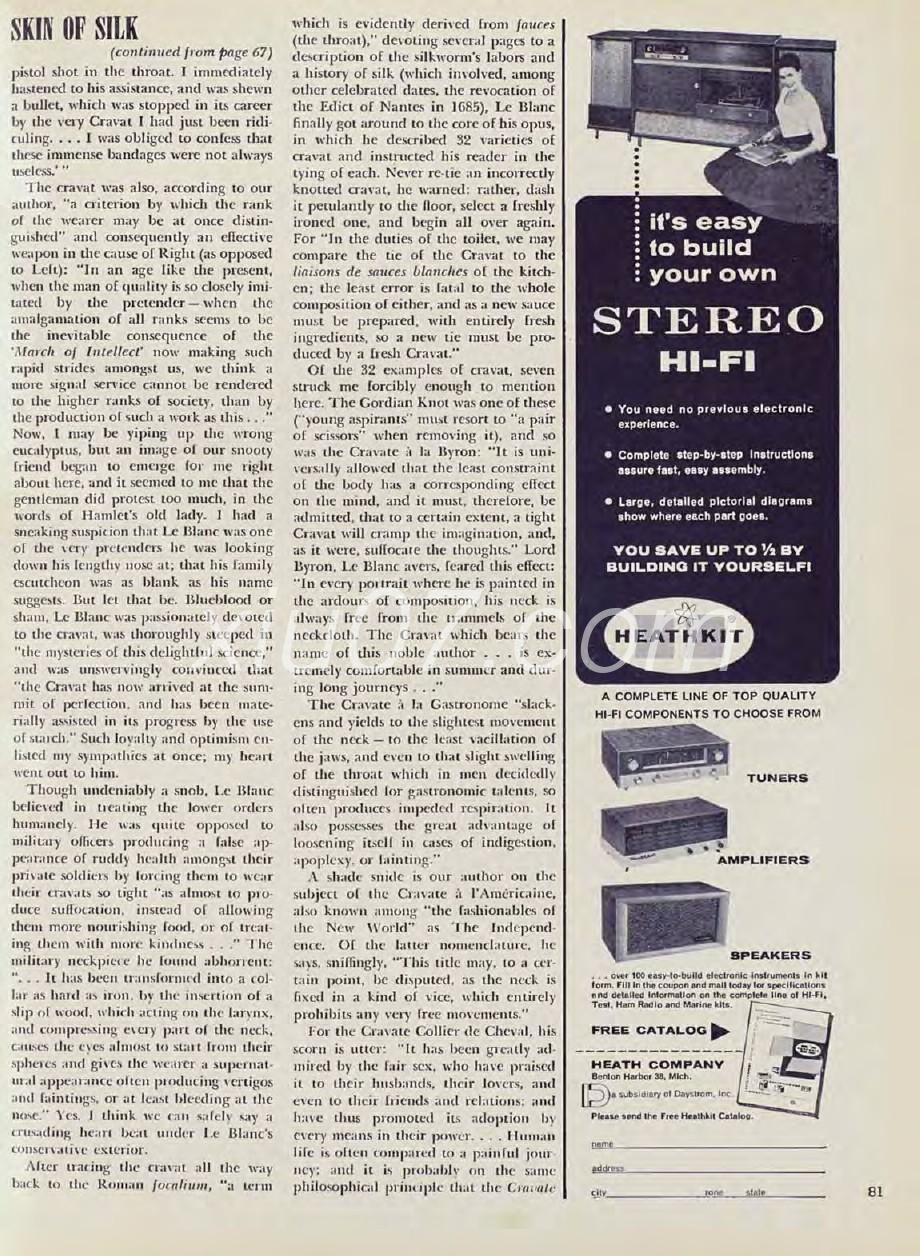 SKIN OF SILK
(continued from page 67)
pistol shot in the throat. I immediately
hastened to his assistance, and was shewn
a bullet, which was stopped in its career
by the very Cravat I had just been ridi-
culing. . . . I was obliged to confess that
these immense bandages were not always
useless.' "
The cravat was also, according to our
author, "a criterion by which the rank
of the wearer may be at once distin-
guished" and consequently an effective
weapon in the cause of Right (as opposed
to Left): "In an age like the present,
when the man of quality is so closely imi-
tated by the pretender — when the
amalgamation of all ranks seems to be
the inevitable consequence of the
'March of Intellect' now making such
rapid strides amongst us, we think a
more signal service cannot be rendered
to the higher ranks of society, than by
the production of such a work as this . . ."
Now, I may be yiping up the wrong
eucalyptus, but an image of our snooty
friend began to emerge for me right
about here, and it seemed to me that the
gentleman did protest too much, in the
words of Hamlet's old lady. I had a
sneaking suspicion that Le Blanc was one
of the very pretenders he was looking
down his lengthy nose at; that his family
escutcheon was as blank as his name
suggests. But let that be. Blueblood or
sham, Le Blanc was passionately devoted
to the cravat, was thoroughly steeped in
"the mysteries of this delightful science,"
and was unswervingly convinced that
"the Cravat has now arrived at the sum-
mit of perfection, and has been mate-
rially assisted in its progress by the use
of starch." Such loyalty and optimism en-
listed my sympathies at once; my heart
went out to him.
Though undeniably a snob, Le Blanc
believed in treating the lower orders
humanely. He was quite opposed to
military officers producing a false ap-
pearance of ruddy health amongst their
private soldiers by forcing them to wear
their cravats so tight "as almost to pro-
duce suffocation, instead of allowing
them more nourishing food, or of treat-
ing them with more kindness . . ." The
military neckpiece he found abhorrent:
". . . It has been transformed into a col-
lar as hard as iron, by the insertion of a
slip of wood, which acting on the larynx,
and compressing every part of the neck,
causes the eyes almost to start from their
spheres and gives the wearer a supernat-
ural appearance often producing vertigos
and faintings, or at least bleeding at the
nose." Yes, I think we can safely say a
crusading heart beat under Le Blanc's
conservative exterior.
After tracing the cravat all the way
back to the Roman focalium, "a term
which is evidently derived from fauces
(the throat)," devoting several pages to a
description of the silkworm's labors and
a history of silk (which involved, among
other celebrated dates, the revocation of
the Edict of Nantes in 1685), Le Blanc
finally got around to the core of his opus,
in which he described 32 varieties of
cravat and instructed his reader in the
tying of each. Never re-tie an incorrectly
knotted cravat, he warned: rather, dash
it petulantly to the floor, select a freshly
ironed one, and begin all over again.
For "In the duties of the toilet, we may
compare the tie of the Cravat to the
liaisons de sauces blanches of the kitch-
en; the least error is fatal to the whole
composition of either, and as a new sauce
must be prepared, with entirely fresh
ingredients, so a new tie must be pro-
duced by a fresh Cravat."
Of the 32 examples of cravat, seven
struck me forcibly enough to mention
here. The Gordian Knot was one of these
("young aspirants" must resort to "a pair
of scissors" when removing it), and so
was the Cravate à la Byron: "It is uni-
versally allowed that the least constraint
of the body has a corresponding effect
on the mind, and it must, therefore, be
admitted, that to a certain extent, a tight
Cravat will cramp the imagination, and,
as it were, suffocate the thoughts." Lord
Byron, Le Blanc avers, feared this effect:
"In every portrait where he is painted in
the ardours of composition, his neck is
always free from the trammels of the
neckcloth. The Cravat which bears the
name of this noble author . . . is ex-
tremely comfortable in summer and dur-
ing long journeys . . ."
The Cravate à la Gastronome "slack-
ens and yields to the slightest movement
of the neck — to the least vacillation of
the jaws, and even to that slight swelling
of the throat which in men decidedly
distinguished for gastronomic talents, so
often produces impeded respiration. It
also possesses the great advantage of
loosening itself in cases of indigestion,
apoplexy, or fainting."
A shade snide is our author on the
subject of the Cravate à l'Américaine,
also known among "the fashionables of
the New World" as The Independ-
ence. Of the latter nomenclature, he
says, sniffingly, "This title may, to a cer-
tain point, be disputed, as the neck is
fixed in a kind of vice, which entirely
prohibits any very free movements."
For the Cravate Collier de Cheval, his
scorn is utter: "It has been greatly ad-
mired by the fair sex, who have praised
it to their husbands, their lovers, and
even to their friends and relations; and
have thus promoted its adoption by
every means in their power. . . . Human
life is often compared to a painful jour-
ney; and it is probably on the same
philosophical principle that the Cravate
it's easy
to build
your own
STEREO
HI-FI
• You need no previous electronic
experience.
• Complete step-by-step instructions
assure fast, easy assembly.
• Large, detailed pictorial diagrams
show where each part goes.
YOU SAVE UP TO ½ BY
BUILDING IT YOURSELF!
HEATHKIT®
A COMPLETE LINE OF TOP QUALITY
HI-FI COMPONENTS TO CHOOSE FROM
TUNERS
AMPLIFIERS
SPEAKERS
. . . over 100 easy-to-build electronic instruments in kit
form. Fill in the coupon and mail today for specifications
and detailed information on the complete line of Hi-Fi,
Test, Ham Radio and Marine kits.
FREE CATALOG
HEATH COMPANY
Benton Harbor 38, Mich.
a subsidiary of Daystrom, Inc.
Please send the Free Heathkit Catalog.
name
address
city zone state
81